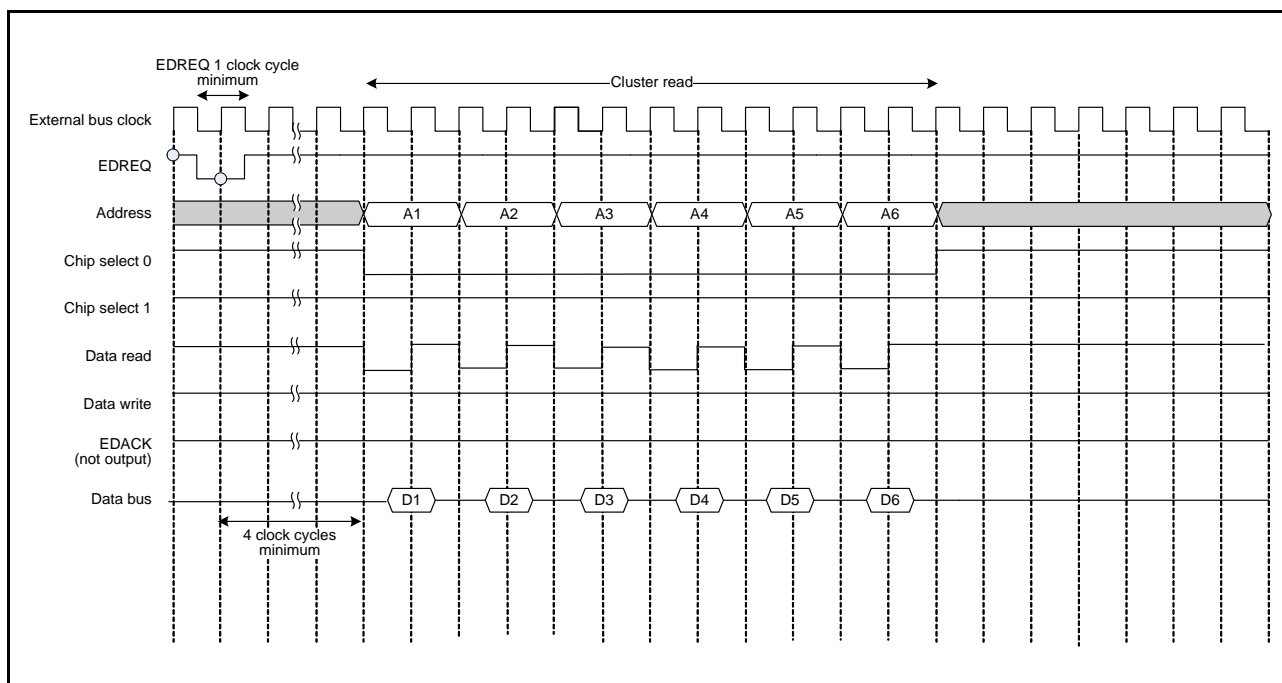 EDREQ 1 clock cycle
minimum
Cluster read
External bus clock
EDREQ
Address
A1 A2 A3 A4 A5 A6
Chip select 0
Chip select 1
Data read
Data write
EDACK
(not output)
Data bus
D1 D2 D3 D4 D5 D6
4 clock cycles
minimum